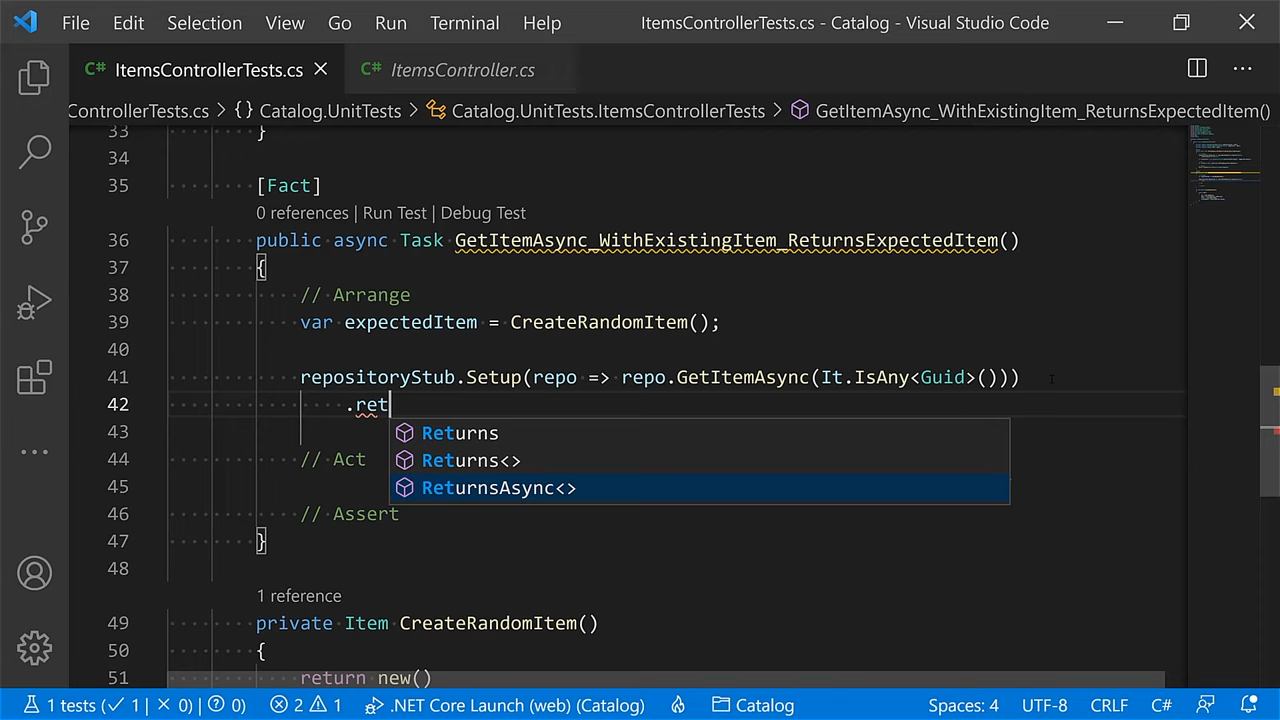 File Edit Selection View Go Run Terminal Help ItemsControllerTests.cs - Catalog - Visual Studio Code
C# ItemsControllerTests.cs C# ItemsController.cs
ControllerTests.cs > {} Catalog.UnitTests > Catalog.UnitTests.ItemsControllerTests > GetItemAsync_WithExistingItem_ReturnsExpectedItem()
33 }
34
35 [Fact]
0 references | Run Test | Debug Test
36 public async Task GetItemAsync_WithExistingItem_ReturnsExpectedItem()
37 {
38 // Arrange
39 var expectedItem = CreateRandomItem();
40
41 repositoryStub.Setup(repo => repo.GetItemAsync(It.IsAny<Guid>()))
42 .ret
43 Returns
Returns<>
44 // Act
45 ReturnsAsync<>
46 // Assert
47 }
48
1 reference
49 private Item CreateRandomItem()
50 {
51 return new()
1 tests (✓ 1 | × 0) | ? 0) 2 1 .NET Core Launch (web) (Catalog) Catalog Spaces: 4 UTF-8 CRLF C#